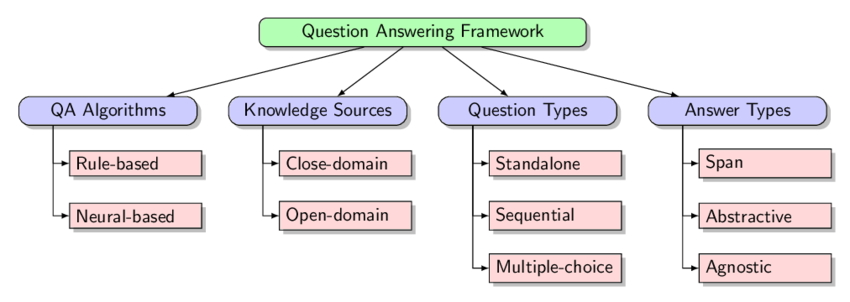 Question Answering Framework
QA Algorithms
Knowledge Sources
Question Types
Answer Types
Rule-based
Close-domain
Standalone
Span
Neural-based
Open-domain
Sequential
Abstractive
Multiple-choice
Agnostic